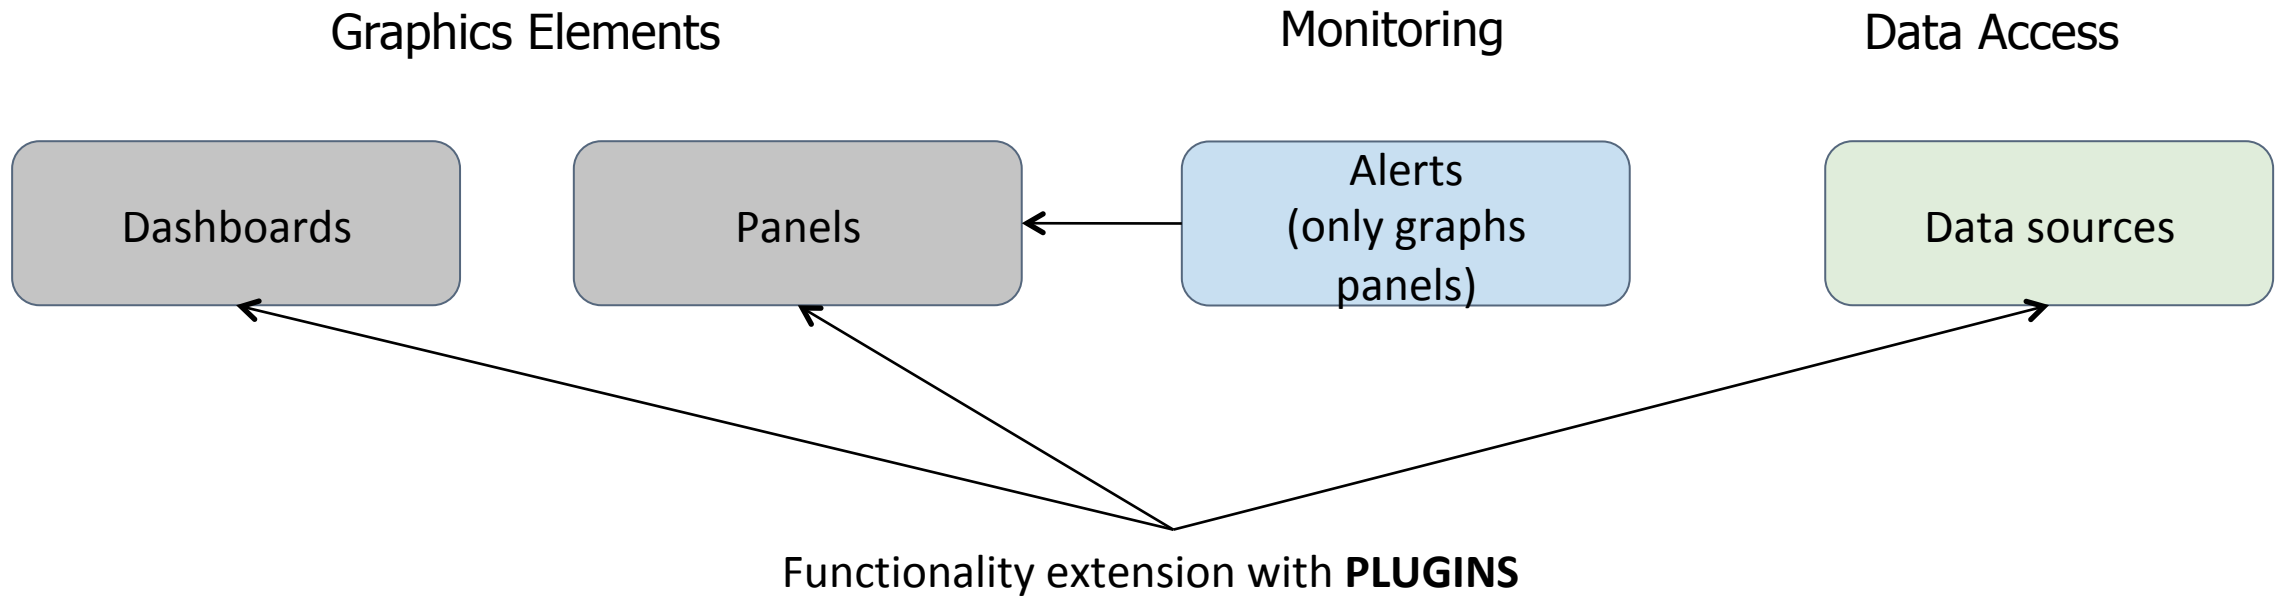 Graphics Elements
Monitoring
Data Access
Dashboards
Panels
Alerts
(only graphs
panels)
Data sources
Functionality extension with PLUGINS